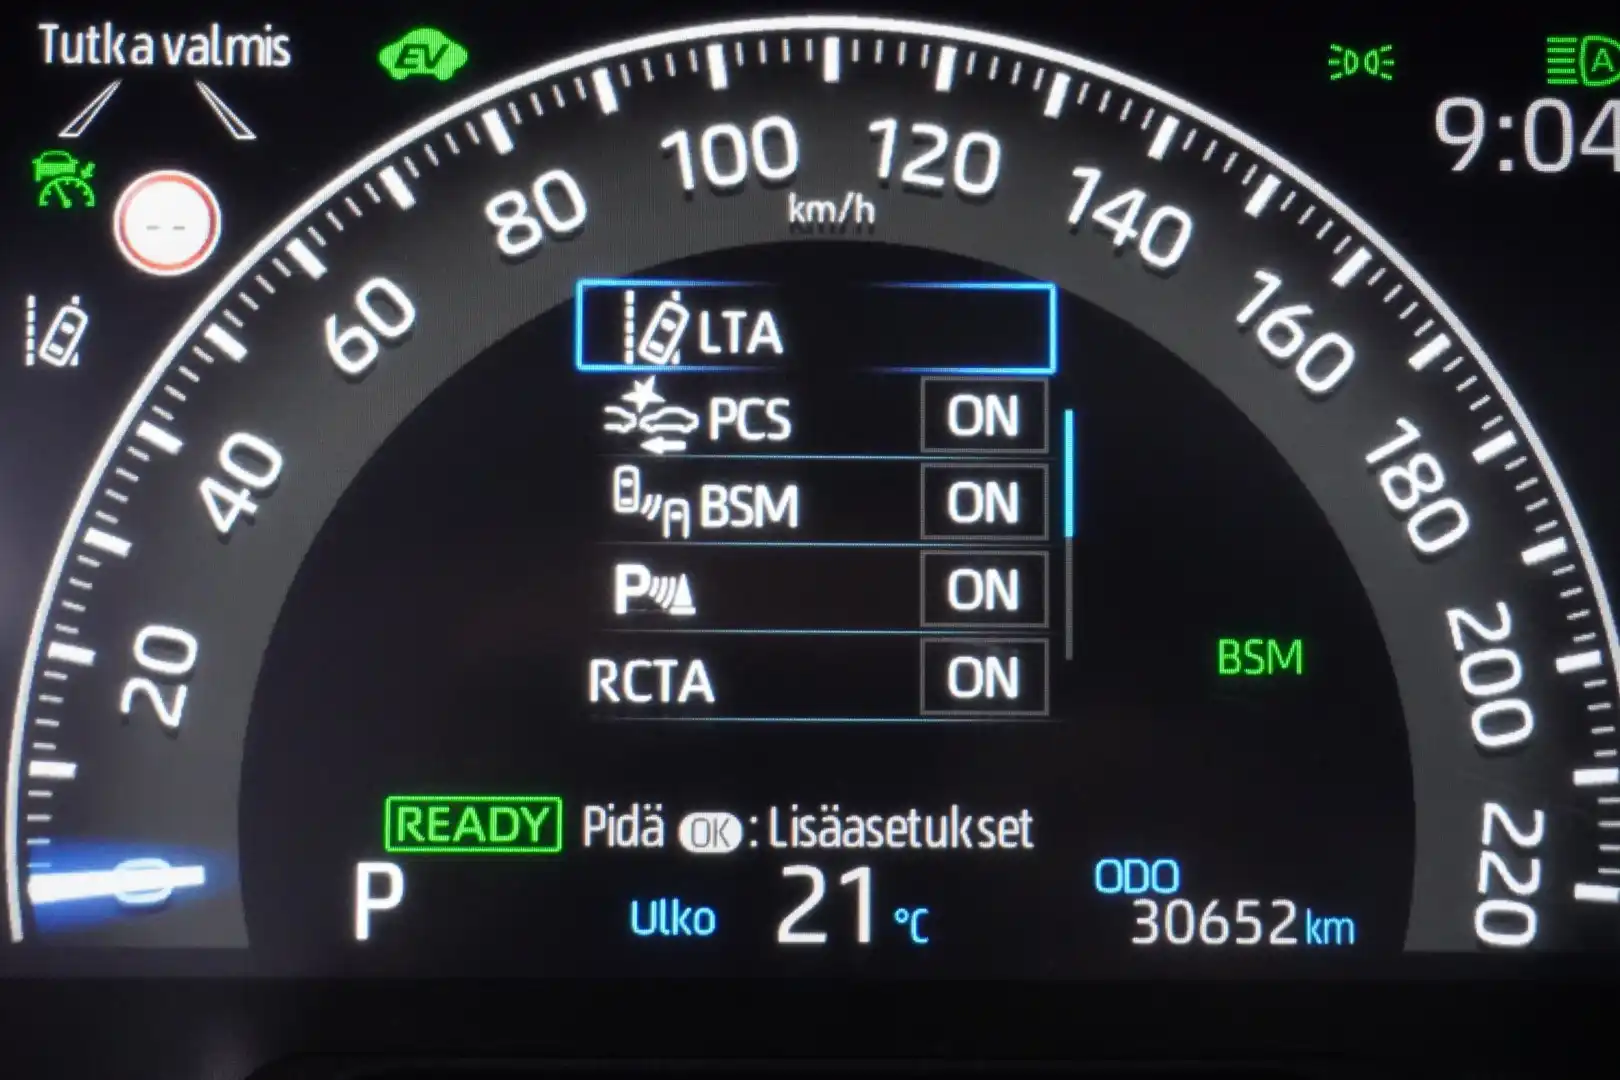 Tutka valmis
EV
A
9:04
--
0
20
40
60
80
100
120
140
160
180
200
220
km/h
LTA
PCS ON
BSM ON
P ON
RCTA ON
BSM
READY Pidä OK : Lisäasetukset
P Ulko 21 °C
ODO
30652 km